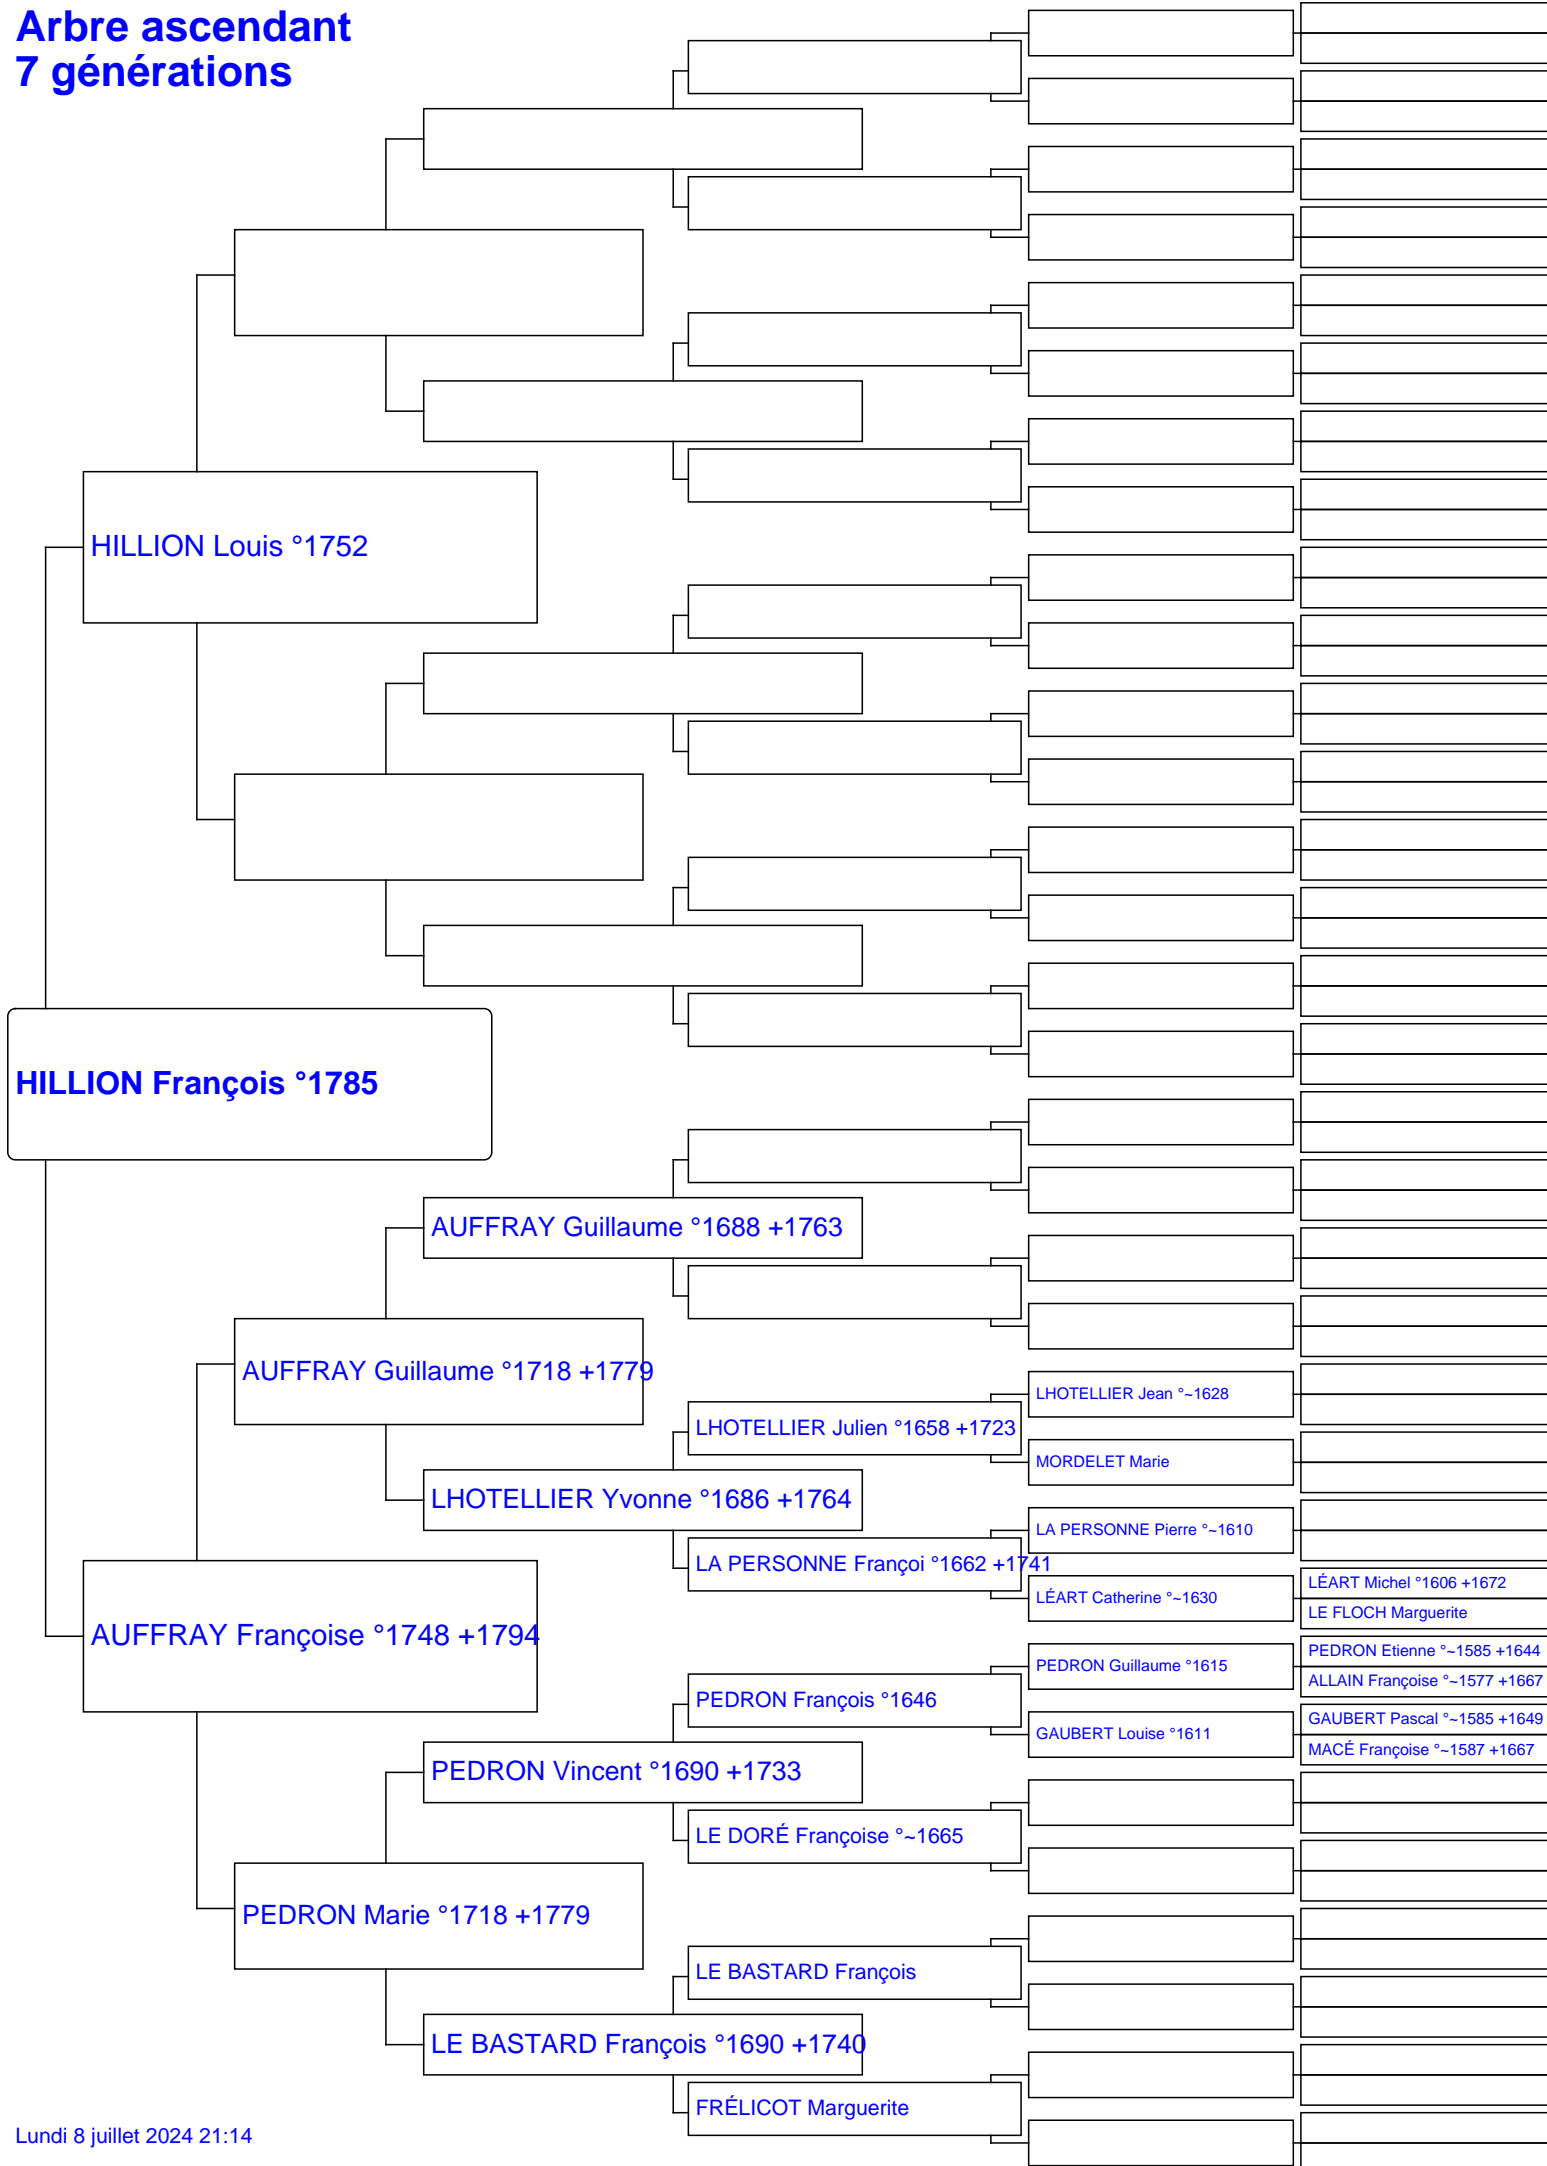 Arbre ascendant
7 générations
HILLION Louis °1752
HILLION François °1785
AUFFRAY Guillaume °1688 +1763
AUFFRAY Guillaume °1718 +1779
LHOTELLIER Jean °~1628
LHOTELLIER Julien °1658 +1723
MORDELET Marie
LHOTELLIER Yvonne °1686 +1764
LA PERSONNE Pierre °~1610
LA PERSONNE Françoi °1662 +1741
LÉART Catherine °~1630
LÉART Michel °1606 +1672
LE FLOCH Marguerite
AUFFRAY Françoise °1748 +1794
PEDRON Etienne °~1585 +1644
PEDRON Guillaume °1615
ALLAIN Françoise °~1577 +1667
PEDRON François °1646
GAUBERT Pascal °~1585 +1649
GAUBERT Louise °1611
MACÉ Françoise °~1587 +1667
PEDRON Vincent °1690 +1733
LE DORÉ Françoise °~1665
PEDRON Marie °1718 +1779
LE BASTARD François
LE BASTARD François °1690 +1740
FRÉLICOT Marguerite
Lundi 8 juillet 2024 21:14